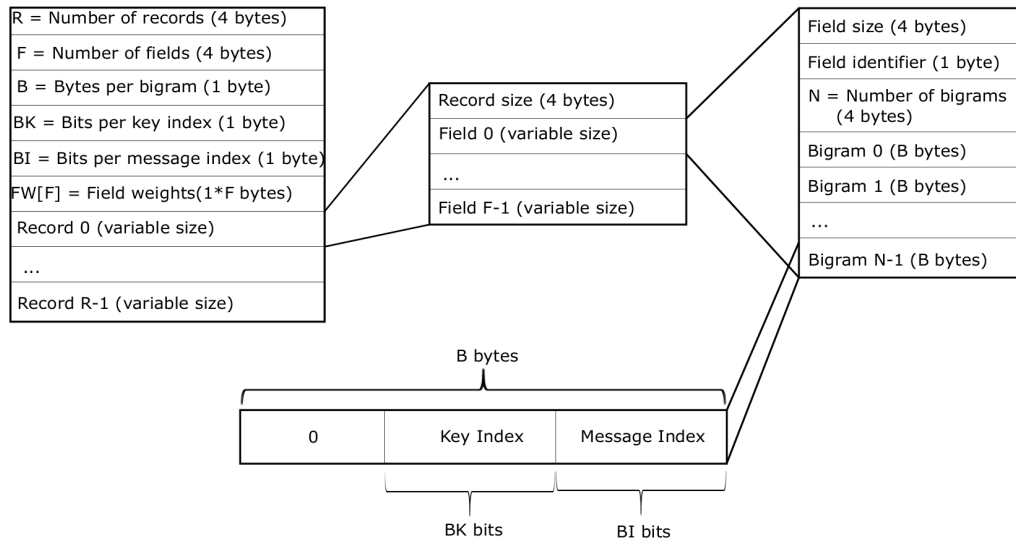 R = Number of records (4 bytes)
F = Number of fields (4 bytes)
B = Bytes per bigram (1 byte)
BK = Bits per key index (1 byte)
BI = Bits per message index (1 byte)
FW[F] = Field weights(1*F bytes)
Record 0 (variable size)
...
Record R-1 (variable size)
Record size (4 bytes)
Field 0 (variable size)
...
Field F-1 (variable size)
Field size (4 bytes)
Field identifier (1 byte)
N = Number of bigrams
(4 bytes)
Bigram 0 (B bytes)
Bigram 1 (B bytes)
...
Bigram N-1 (B bytes)
B bytes
0
Key Index
Message Index
BK bits
BI bits